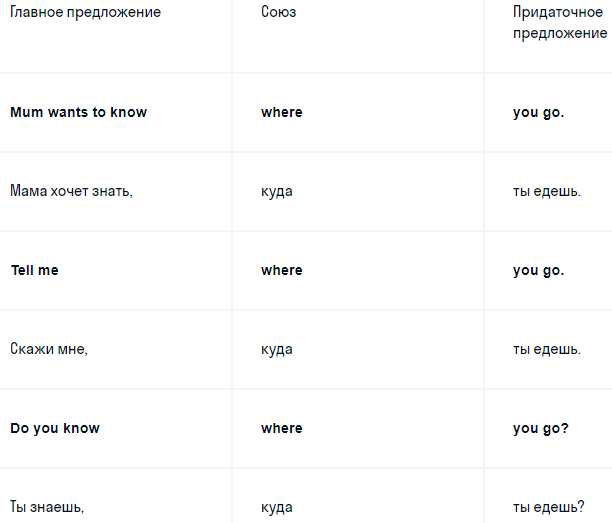 Главное предложение Союз Придаточное
предложение
Mum wants to know where you go.
Мама хочет знать, куда ты едешь.
Tell me where you go.
Скажи мне, куда ты едешь.
Do you know where you go?
Ты знаешь, куда ты едешь?